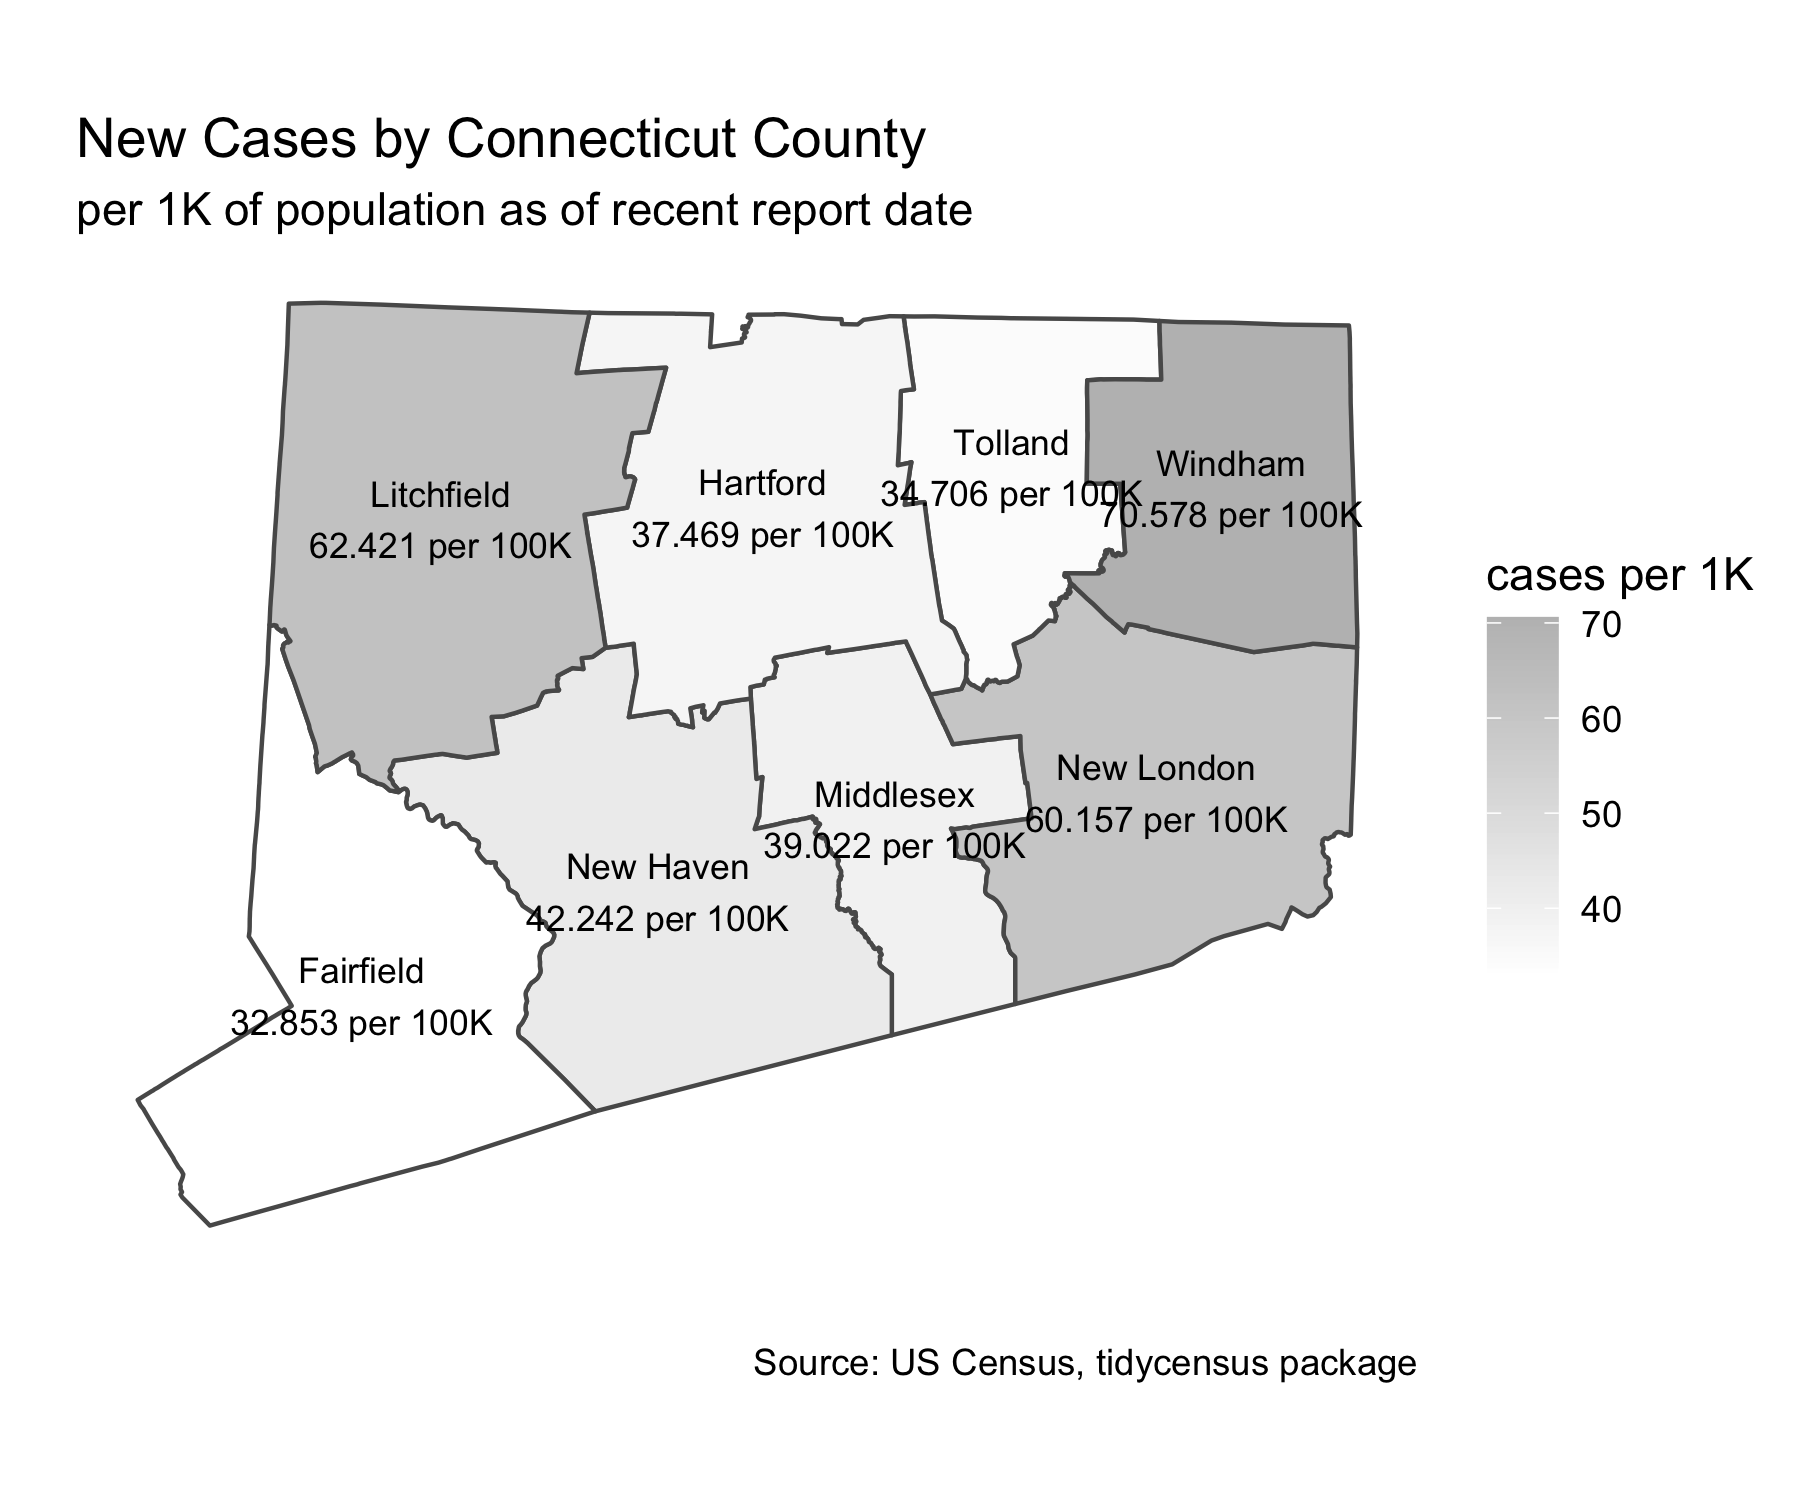 New Cases by Connecticut County
per 1K of population as of recent report date
Tolland
34.706 per 100K
Windham
70.578 per 100K
Hartford
37.469 per 100K
Litchfield
62.421 per 100K
New London
60.157 per 100K
Middlesex
39.022 per 100K
New Haven
42.242 per 100K
Fairfield
32.853 per 100K
cases per 1K
70
60
50
40
Source: US Census, tidycensus package